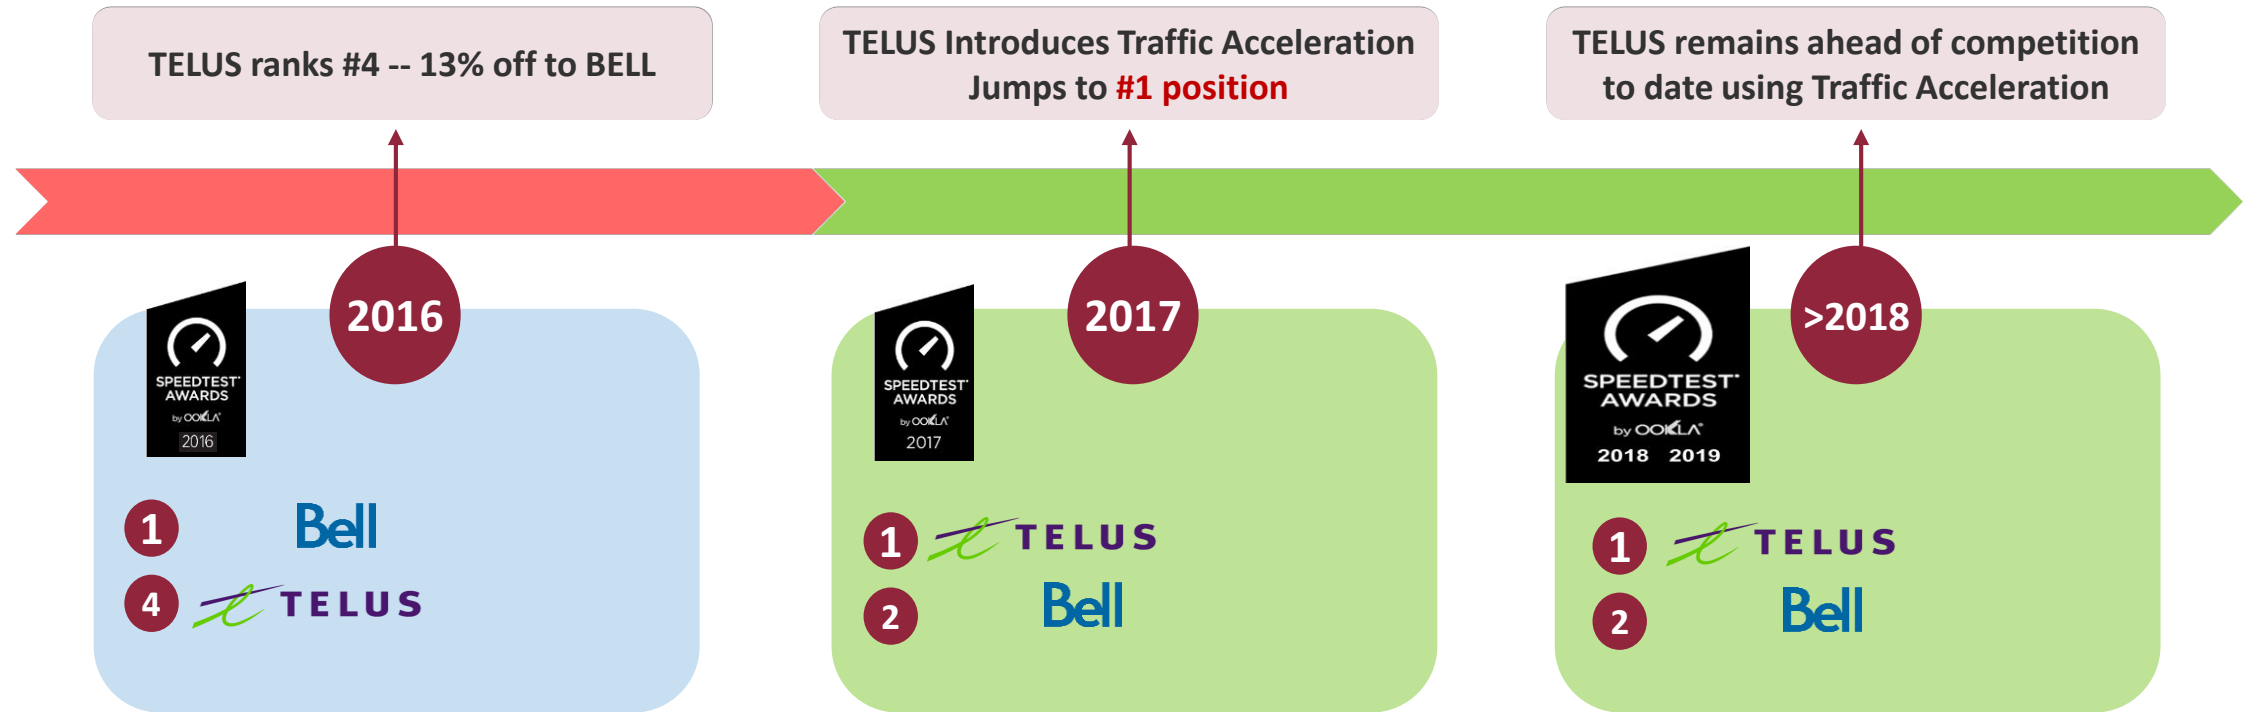 TELUS ranks #4 -- 13% off to BELL
TELUS Introduces Traffic Acceleration
Jumps to #1 position
TELUS remains ahead of competition
to date using Traffic Acceleration
2016
SPEEDTEST®
AWARDS
by OOKLA®
2016
1
Bell
4
TELUS
2017
SPEEDTEST®
AWARDS
by OOKLA®
2017
1
TELUS
2
Bell
>2018
SPEEDTEST®
AWARDS
by OOKLA®
2018 2019
1
TELUS
2
Bell